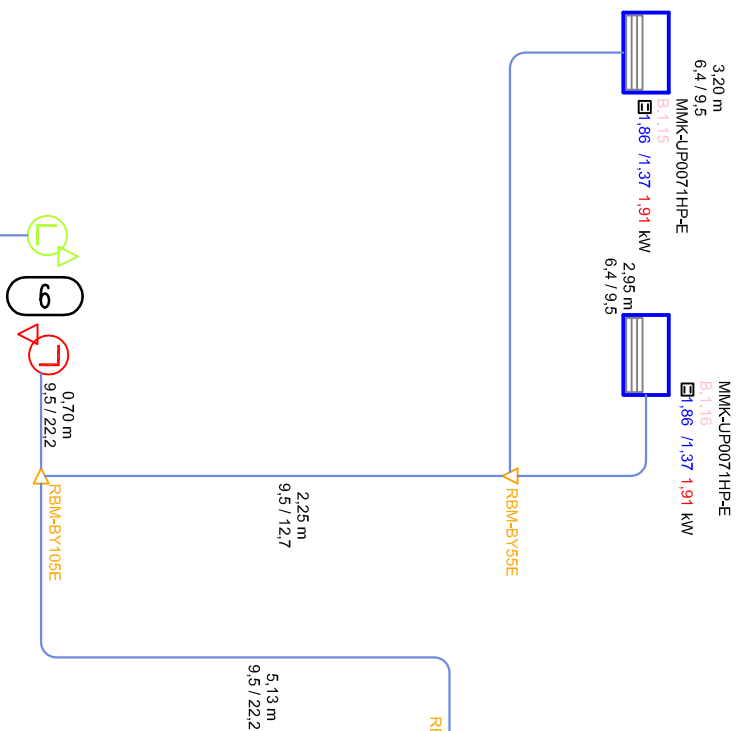 3,20 m
6,4 / 9,5
MMK-UP0071HP-E
B.1.15
1,86 /1,37 1,91 kW
2,95 m
6,4 / 9,5
MMK-UP0071HP-E
B.1.16
1,86 /1,37 1,91 kW
L
6
L
0,70 m
9,5 / 22,2
RBM-BY105E
2,25 m
9,5 / 12,7
RBM-BY55E
5,13 m
9,5 / 22,2